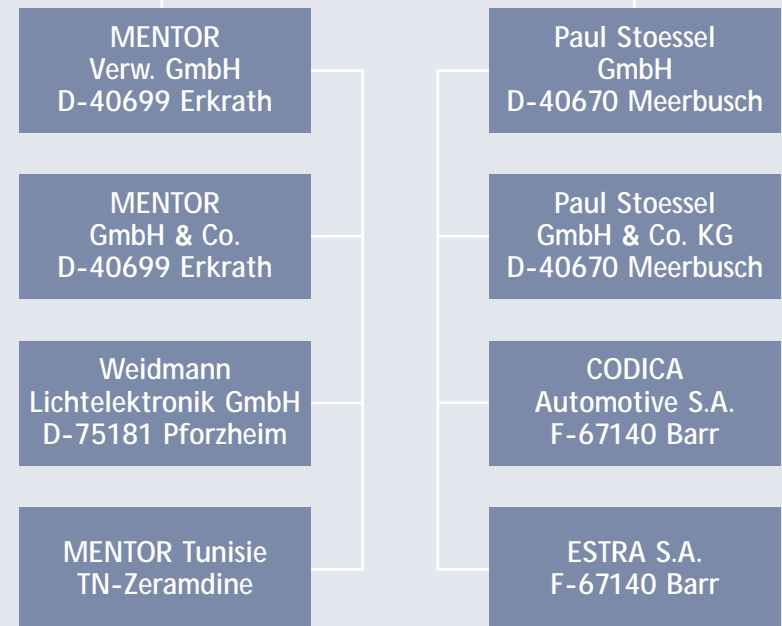 MENTOR
Verw. GmbH
D-40699 Erkrath
MENTOR
GmbH & Co.
D-40699 Erkrath
Weidmann
Lichtelektronik GmbH
D-75181 Pforzheim
MENTOR Tunisie
TN-Zeramdine
Paul Stoessel
GmbH
D-40670 Meerbusch
Paul Stoessel
GmbH & Co. KG
D-40670 Meerbusch
CODICA
Automotive S.A.
F-67140 Barr
ESTRA S.A.
F-67140 Barr